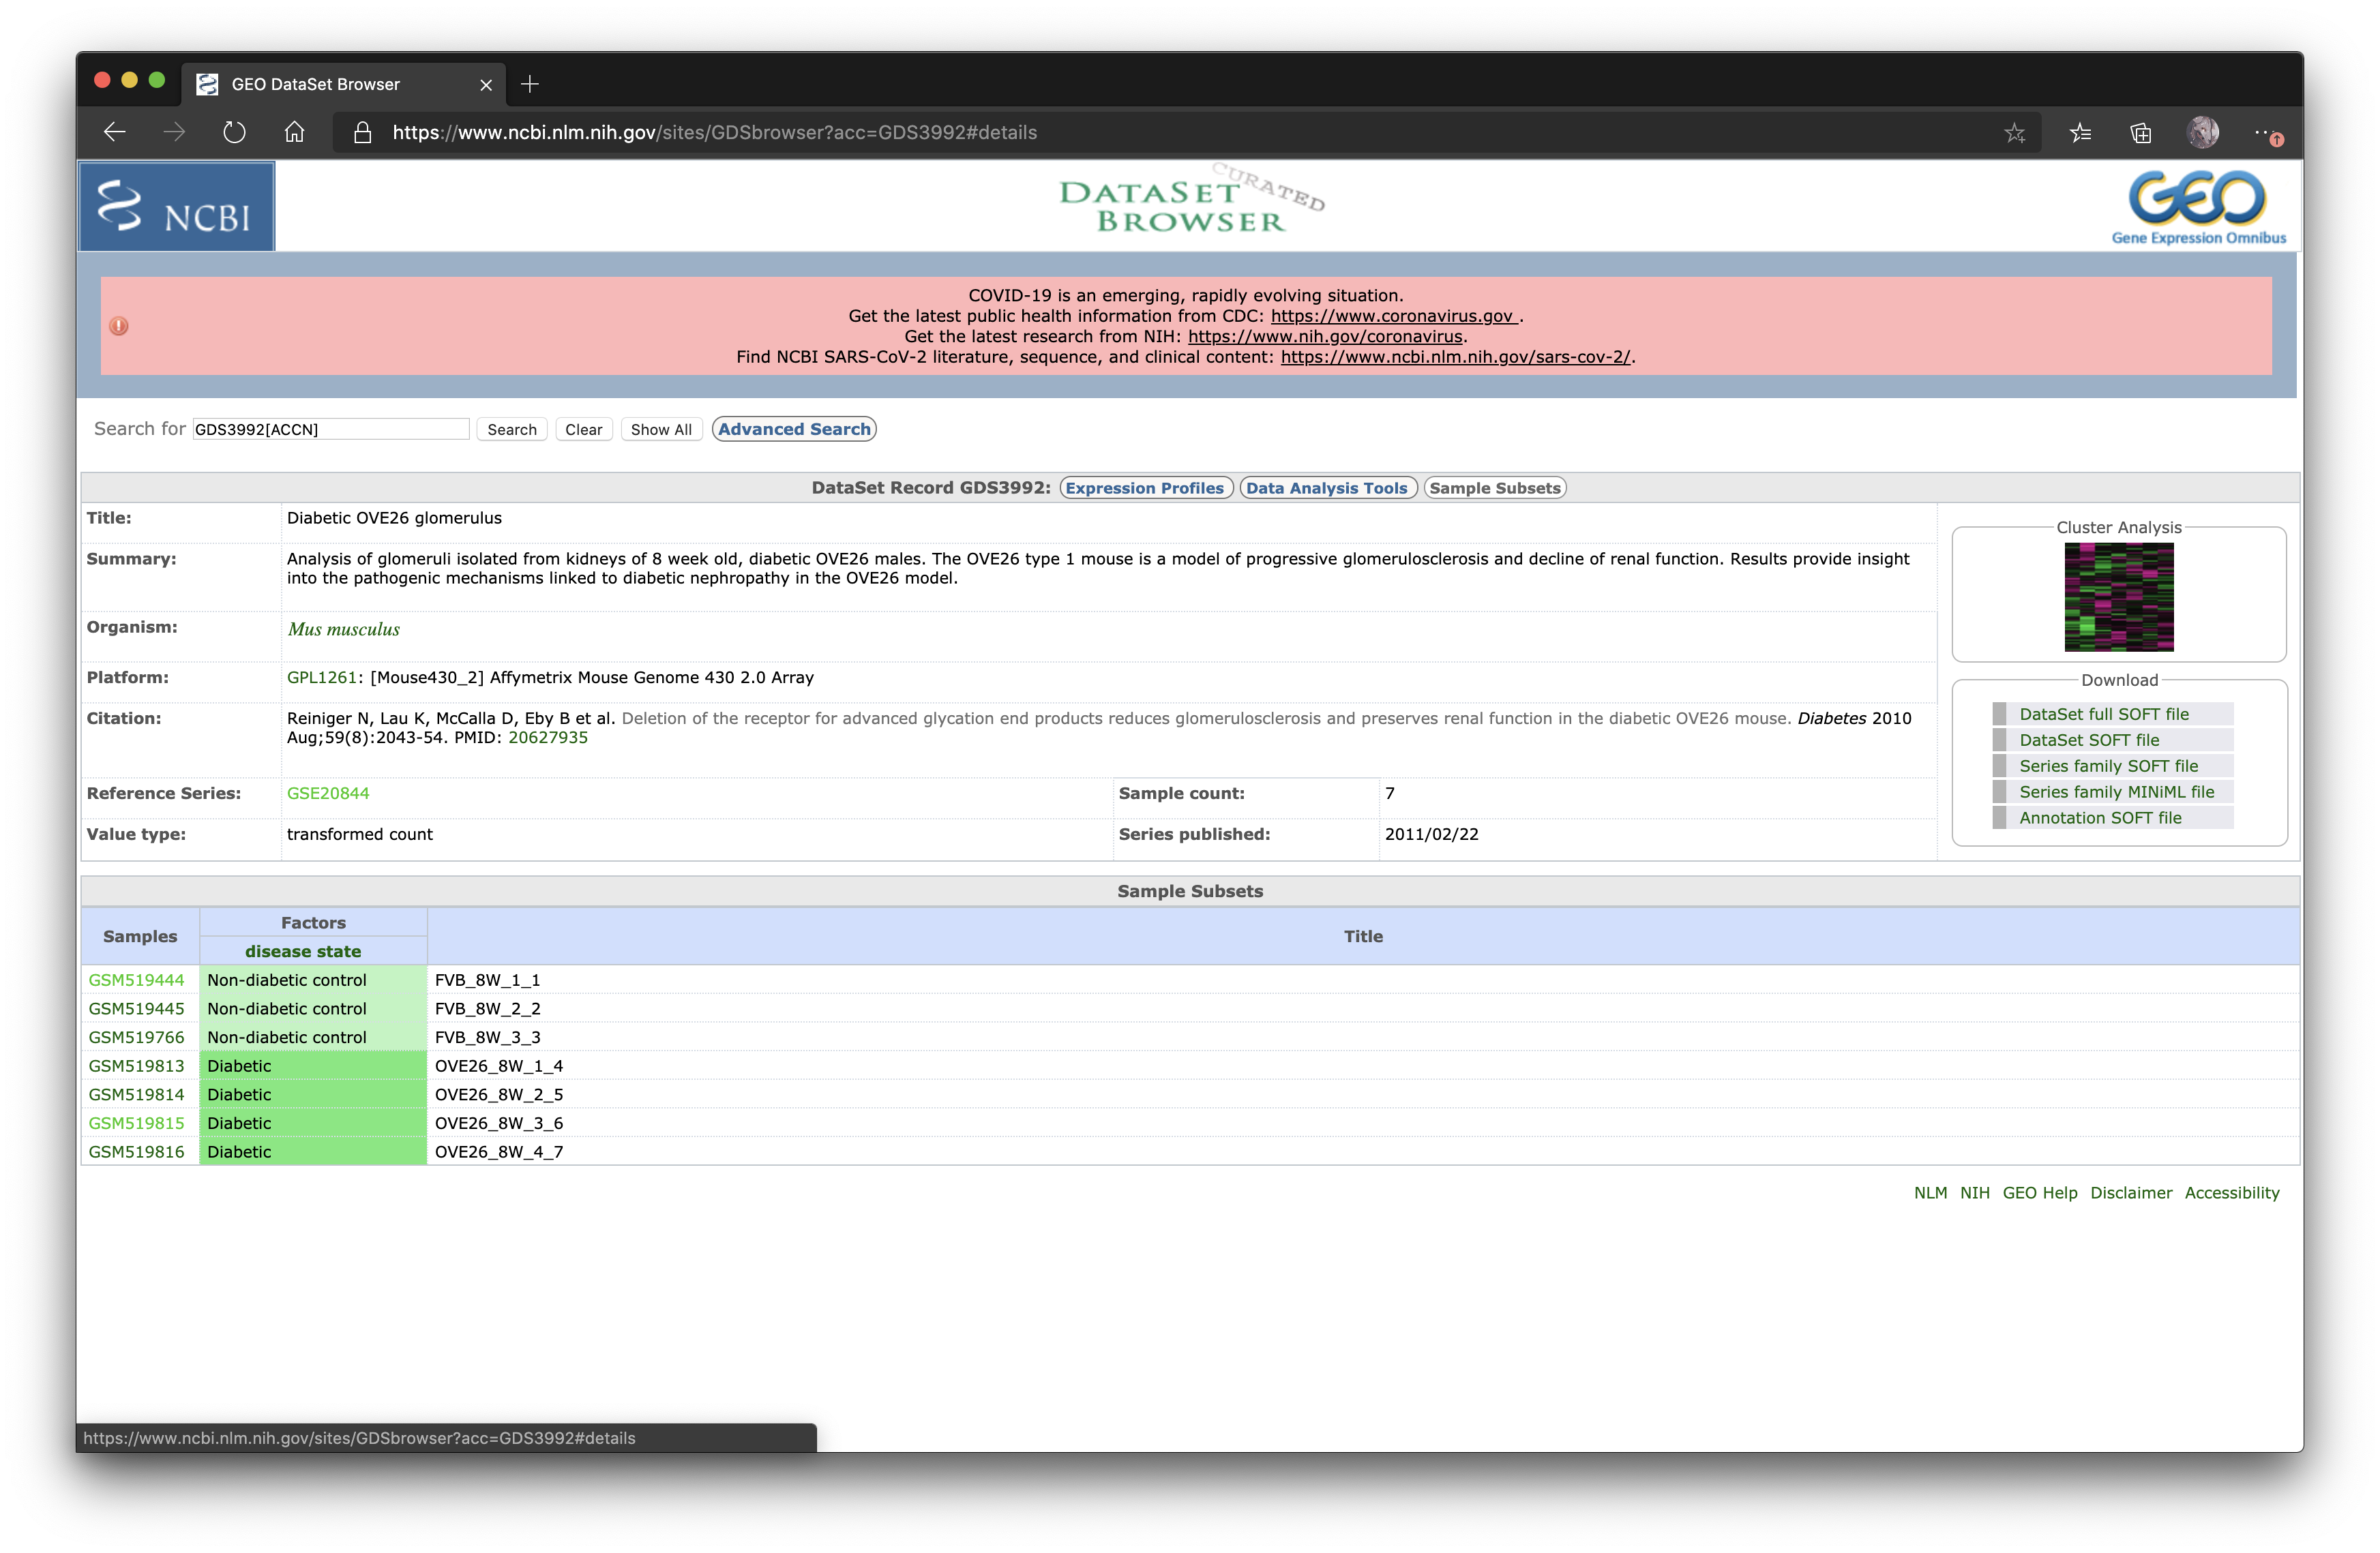 GEO DataSet Browser
https://www.ncbi.nlm.nih.gov/sites/GDSbrowser?acc=GDS3992#details
NCBI
DATASET BROWSER
CURATED
GEO
Gene Expression Omnibus
COVID-19 is an emerging, rapidly evolving situation.
Get the latest public health information from CDC: https://www.coronavirus.gov .
Get the latest research from NIH: https://www.nih.gov/coronavirus.
Find NCBI SARS-CoV-2 literature, sequence, and clinical content: https://www.ncbi.nlm.nih.gov/sars-cov-2/.
Search for GDS3992[ACCN] Search Clear Show All Advanced Search
DataSet Record GDS3992: Expression Profiles Data Analysis Tools Sample Subsets
Title: Diabetic OVE26 glomerulus
Summary: Analysis of glomeruli isolated from kidneys of 8 week old, diabetic OVE26 males. The OVE26 type 1 mouse is a model of progressive glomerulosclerosis and decline of renal function. Results provide insight
into the pathogenic mechanisms linked to diabetic nephropathy in the OVE26 model.
Organism: Mus musculus
Platform: GPL1261: [Mouse430_2] Affymetrix Mouse Genome 430 2.0 Array
Citation: Reiniger N, Lau K, McCalla D, Eby B et al. Deletion of the receptor for advanced glycation end products reduces glomerulosclerosis and preserves renal function in the diabetic OVE26 mouse. Diabetes 2010
Aug;59(8):2043-54. PMID: 20627935
Reference Series: GSE20844 Sample count: 7
Value type: transformed count Series published: 2011/02/22
Cluster Analysis
Download
DataSet full SOFT file
DataSet SOFT file
Series family SOFT file
Series family MINiML file
Annotation SOFT file
Sample Subsets
Samples Factors Title
disease state
GSM519444 Non-diabetic control FVB_8W_1_1
GSM519445 Non-diabetic control FVB_8W_2_2
GSM519766 Non-diabetic control FVB_8W_3_3
GSM519813 Diabetic OVE26_8W_1_4
GSM519814 Diabetic OVE26_8W_2_5
GSM519815 Diabetic OVE26_8W_3_6
GSM519816 Diabetic OVE26_8W_4_7
NLM NIH GEO Help Disclaimer Accessibility
https://www.ncbi.nlm.nih.gov/sites/GDSbrowser?acc=GDS3992#details